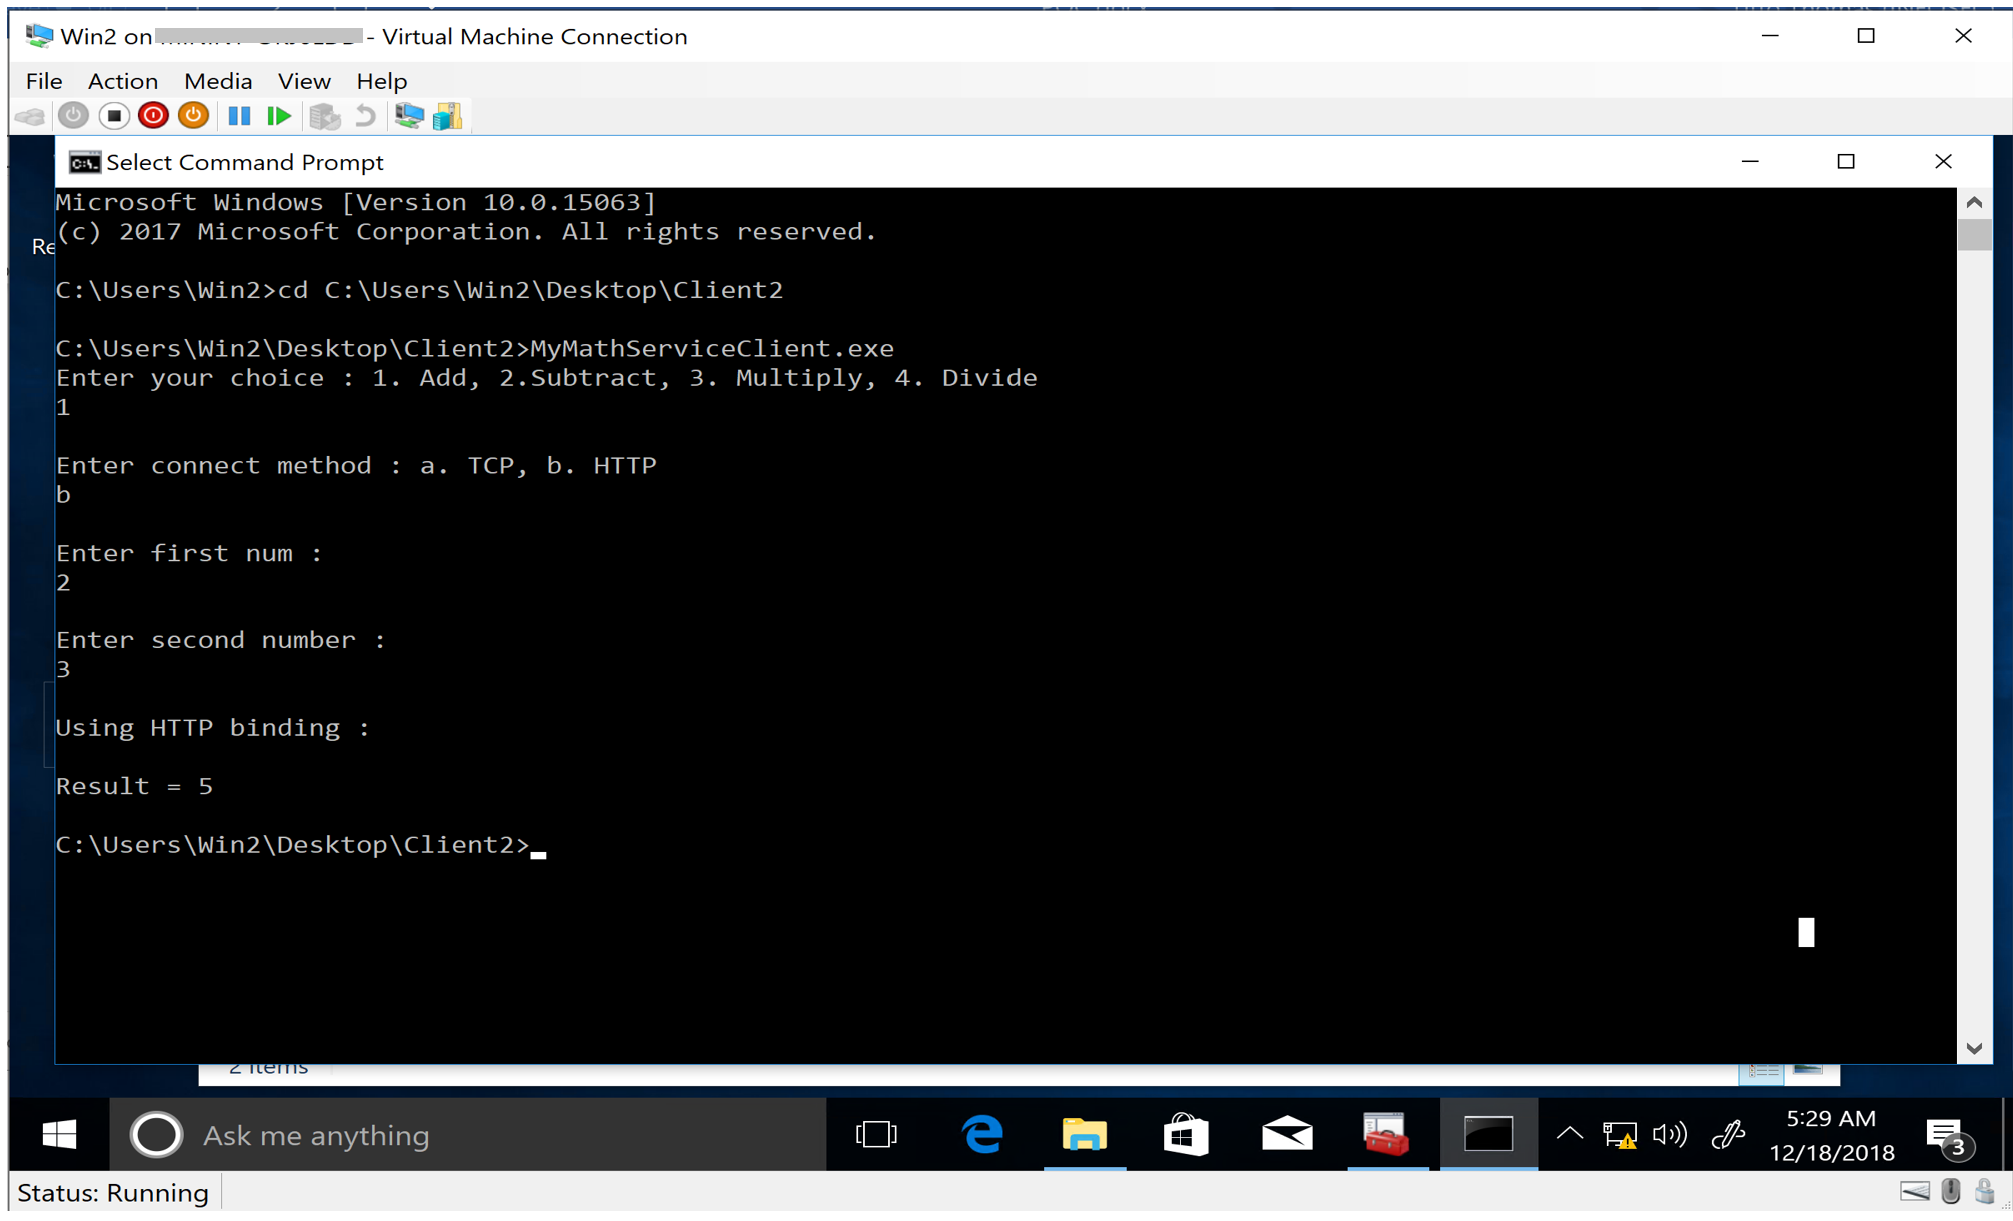 Win2 on - Virtual Machine Connection
File Action Media View Help
Select Command Prompt
Microsoft Windows [Version 10.0.15063]
(c) 2017 Microsoft Corporation. All rights reserved.
Re
C:\Users\Win2>cd C:\Users\Win2\Desktop\Client2
C:\Users\Win2\Desktop\Client2>MyMathServiceClient.exe
Enter your choice : 1. Add, 2.Subtract, 3. Multiply, 4. Divide
1
Enter connect method : a. TCP, b. HTTP
b
Enter first num :
2
Enter second number :
3
Using HTTP binding :
Result = 5
C:\Users\Win2\Desktop\Client2>
2 items
Ask me anything
5:29 AM
12/18/2018
3
Status: Running